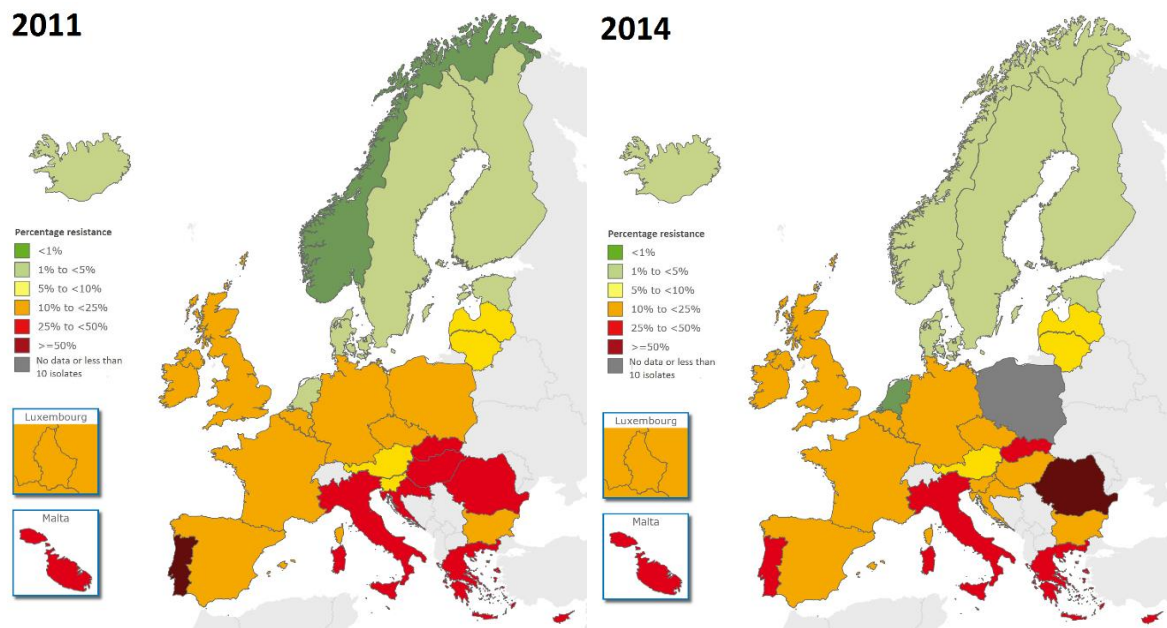 2011
Percentage resistance
<1%
1% to <5%
5% to <10%
10% to <25%
25% to <50%
>=50%
No data or less than
10 isolates
Luxembourg
Malta
2014
Percentage resistance
<1%
1% to <5%
5% to <10%
10% to <25%
25% to <50%
>=50%
No data or less than
10 isolates
Luxembourg
Malta